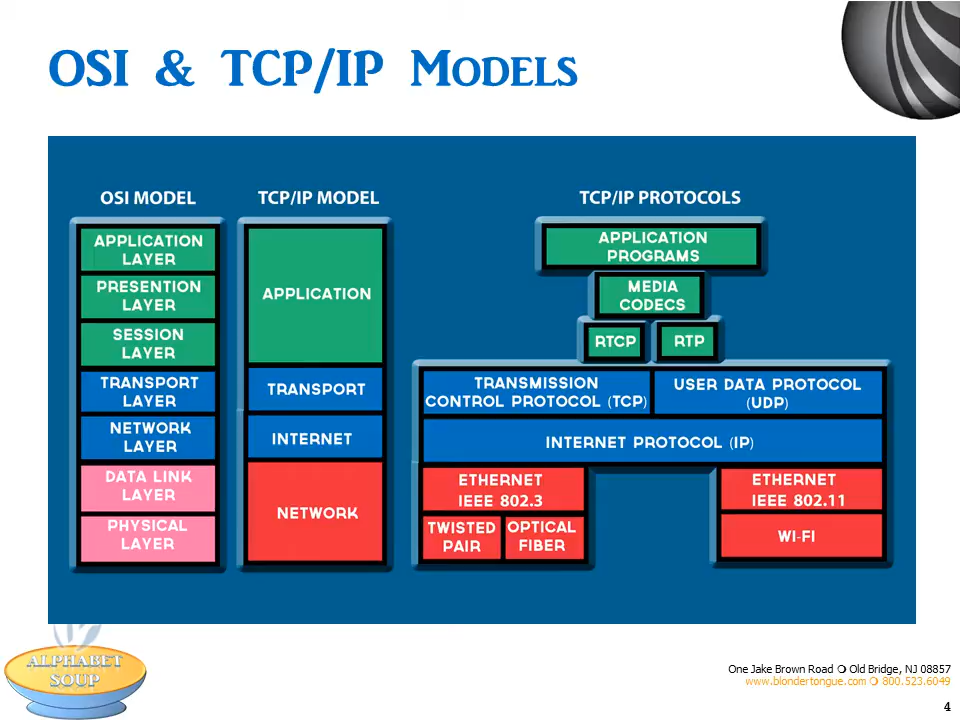 OSI & TCP/IP MODELS
OSI MODEL
APPLICATION
LAYER
PRESENTION
LAYER
SESSION
LAYER
TRANSPORT
LAYER
NETWORK
LAYER
DATA LINK
LAYER
PHYSICAL
LAYER
TCP/IP MODEL
APPLICATION
TRANSPORT
INTERNET
NETWORK
TCP/IP PROTOCOLS
APPLICATION
PROGRAMS
MEDIA
CODECS
RTCP
RTP
TRANSMISSION
CONTROL PROTOCOL (TCP)
USER DATA PROTOCOL
(UDP)
INTERNET PROTOCOL (IP)
ETHERNET
IEEE 802.3
TWISTED
PAIR
OPTICAL
FIBER
ETHERNET
IEEE 802.11
WI-FI
ALPHABET
SOUP
One Jake Brown Road ❍ Old Bridge, NJ 08857
www.blondertongue.com ❍ 800.523.6049
4